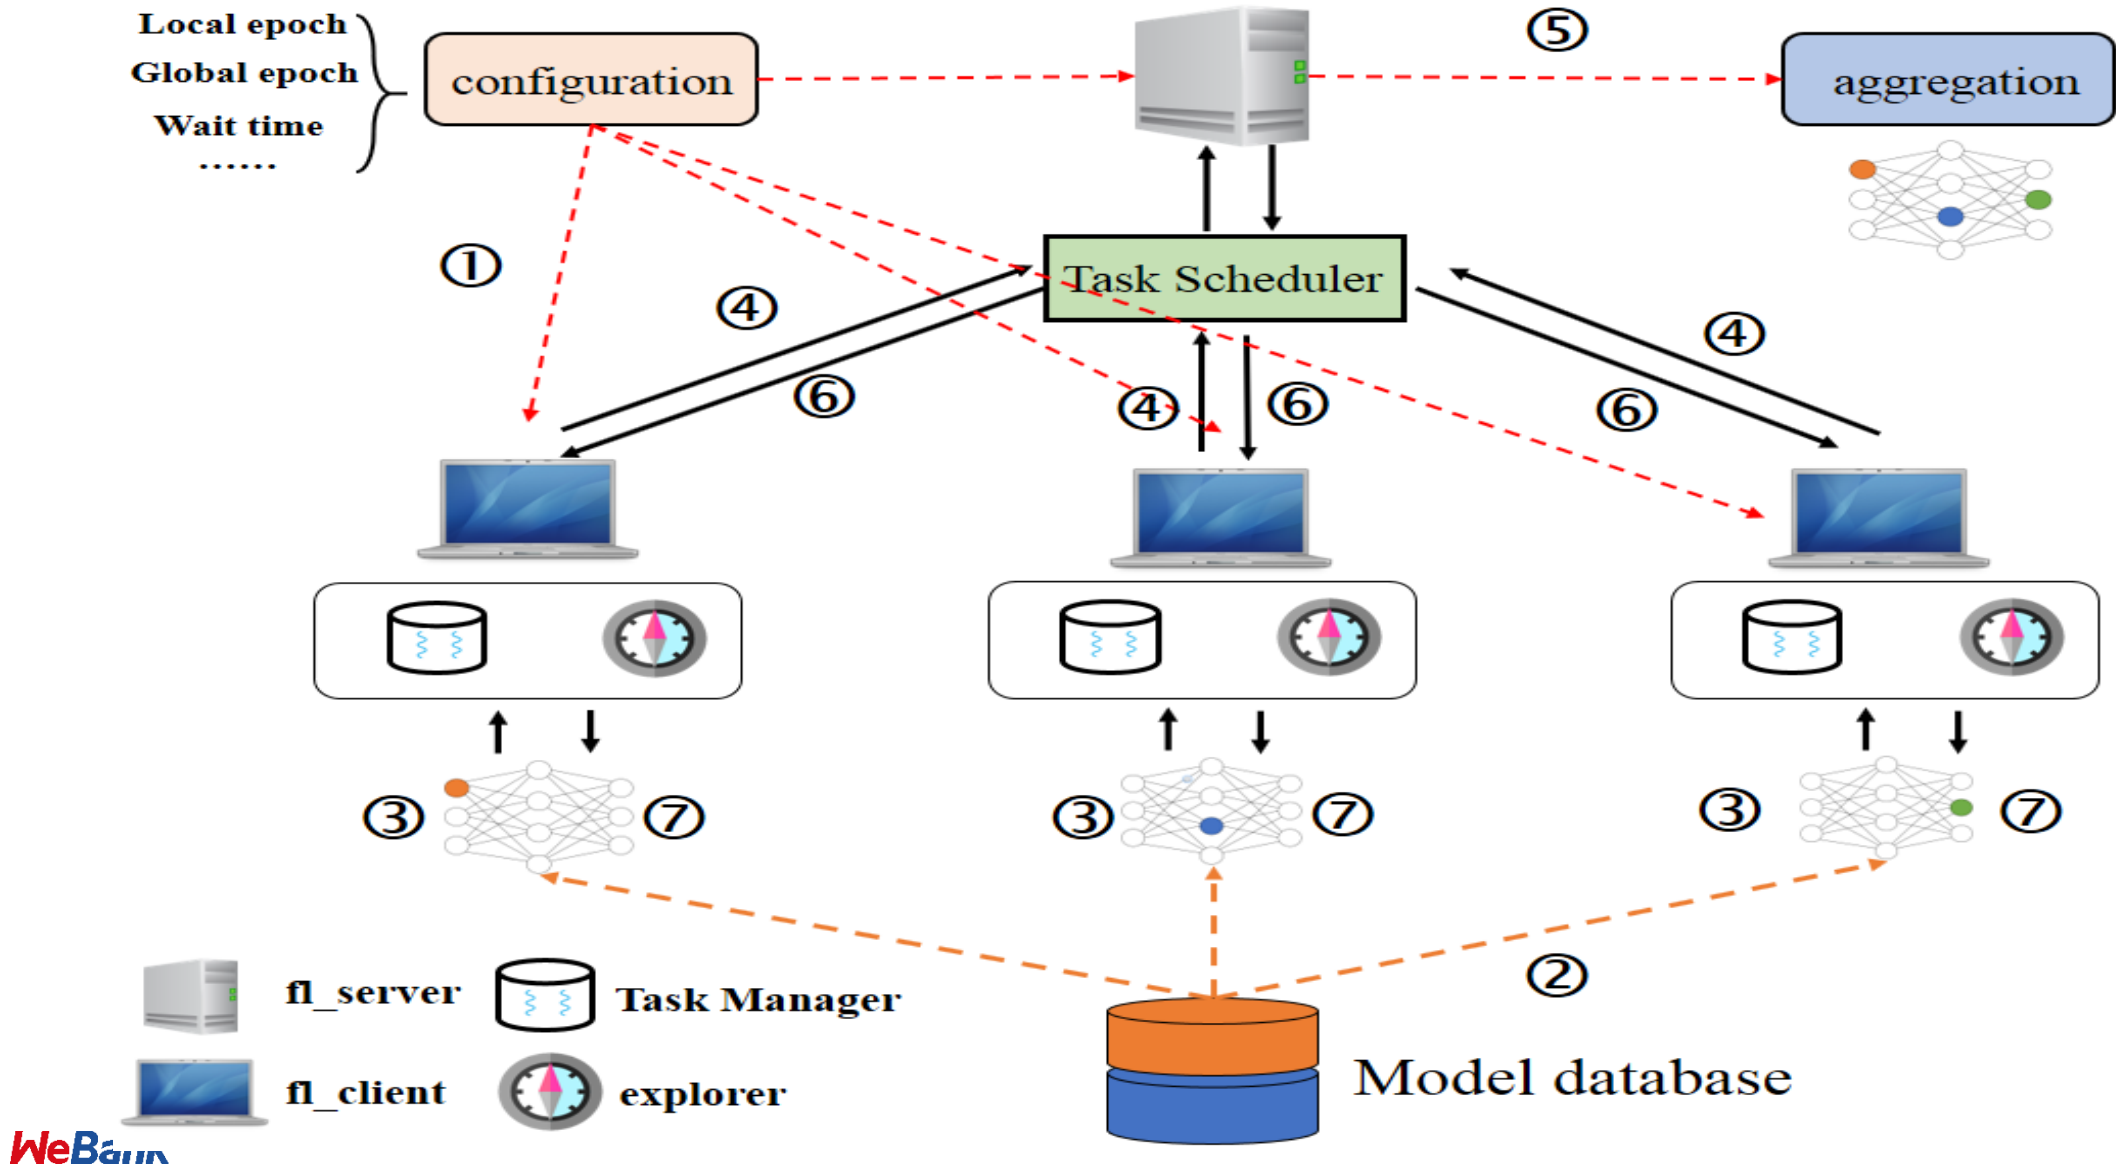 Local epoch
Global epoch
Wait time
......
configuration
⑤
aggregation
①
Task Scheduler
④
⑥
④
⑥
④
⑥
③
⑦
③
⑦
③
⑦
②
fl_server
Task Manager
fl_client
explorer
Model database
WeBank